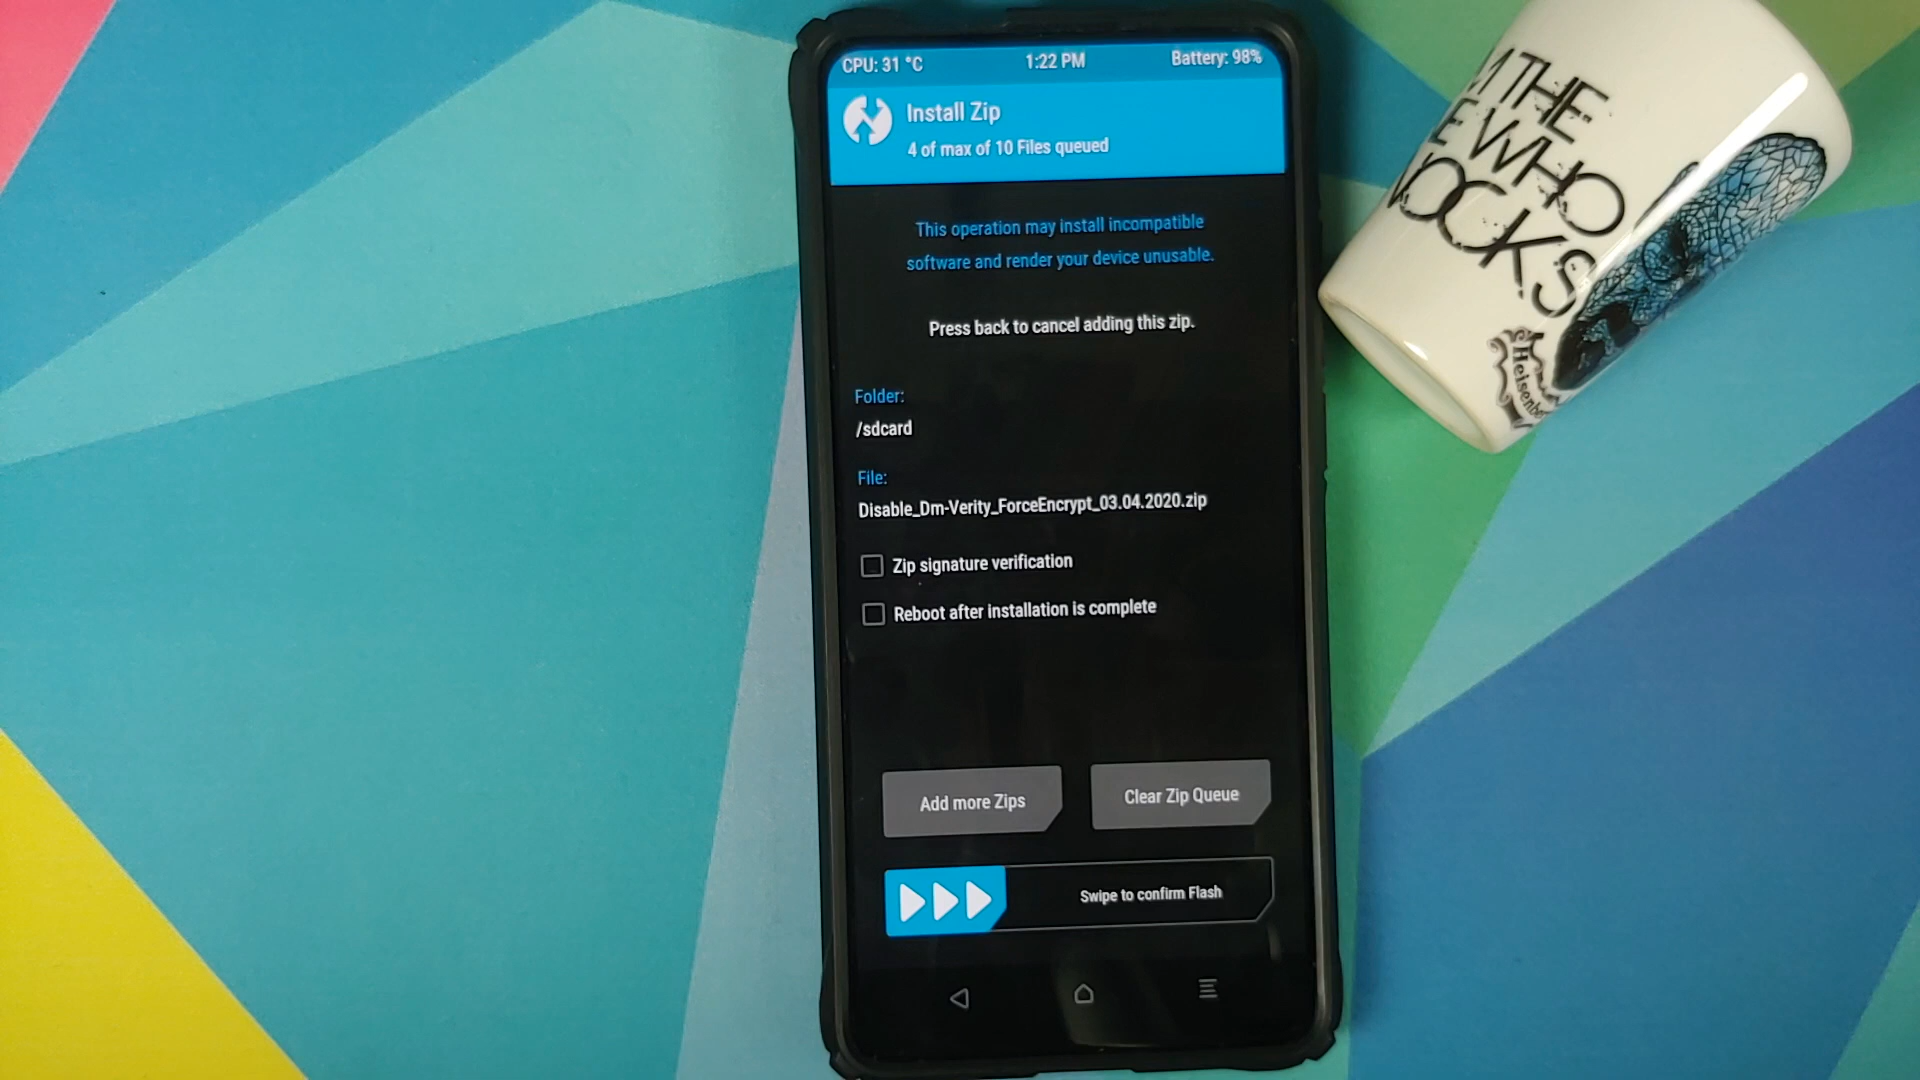 CPU: 31 °C 1:22 PM Battery: 98%
Install Zip
4 of max of 10 Files queued
This operation may install incompatible
software and render your device unusable.
Press back to cancel adding this zip.
Folder:
/sdcard
File:
Disable_Dm-Verity_ForceEncrypt_03.04.2020.zip
Zip signature verification
Reboot after installation is complete
Add more Zips
Clear Zip Queue
Swipe to confirm Flash
THE
WHO